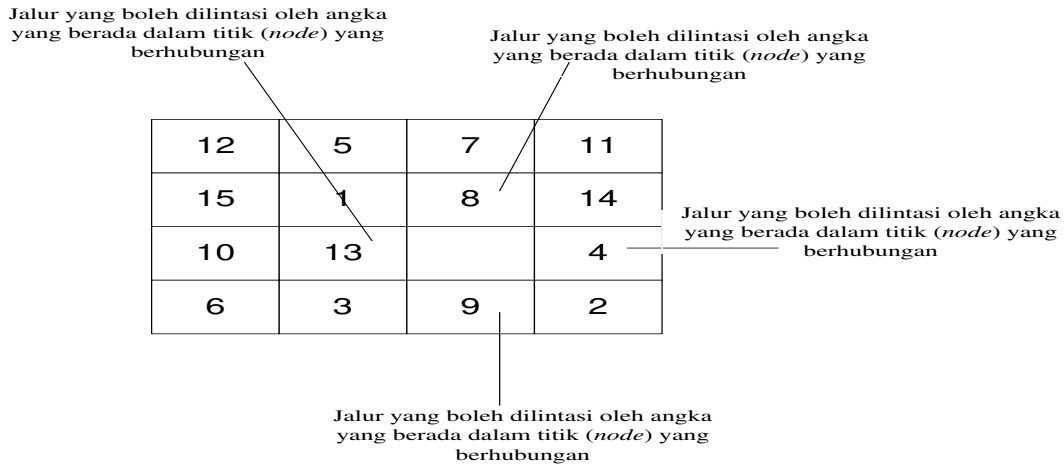 Jalur yang boleh dilintasi oleh angka
yang berada dalam titik (node) yang
berhubungan
Jalur yang boleh dilintasi oleh angka
yang berada dalam titik (node) yang
berhubungan
12 5 7 11
15 1 8 14
10 13 4
6 3 9 2
Jalur yang boleh dilintasi oleh angka
yang berada dalam titik (node) yang
berhubungan
Jalur yang boleh dilintasi oleh angka
yang berada dalam titik (node) yang
berhubungan